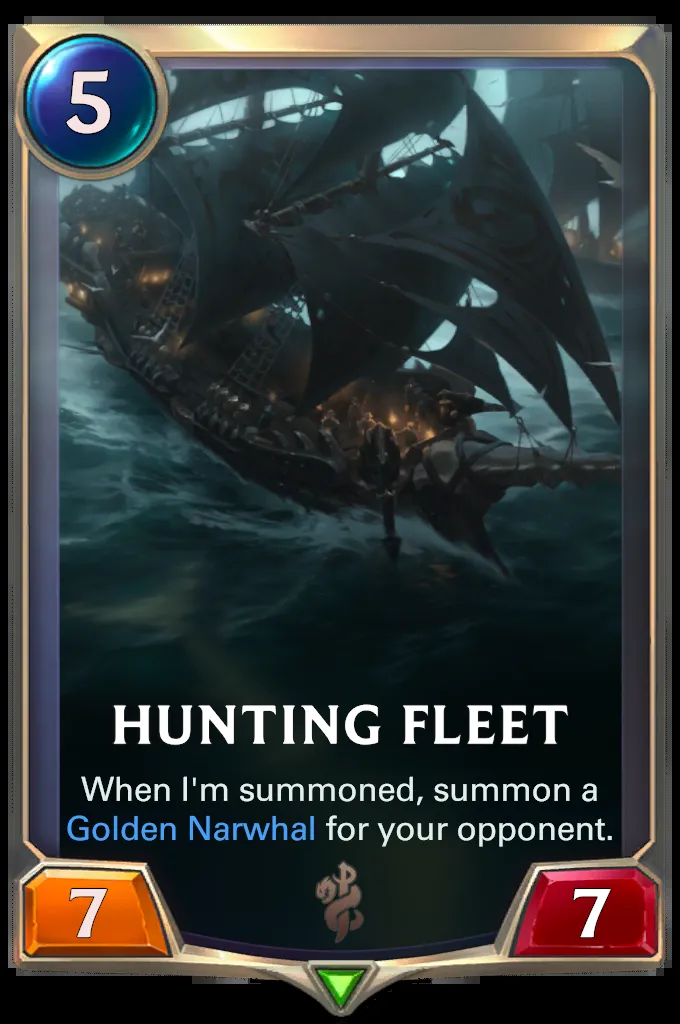 5
HUNTING FLEET
When I'm summoned, summon a
Golden Narwhal for your opponent.
7 7